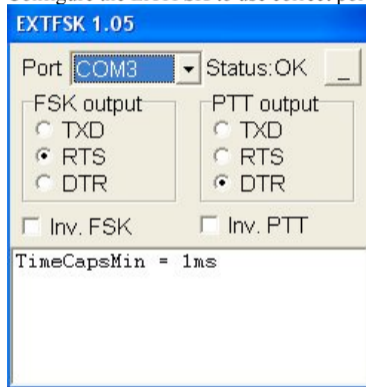 EXTFSK 1.05
Port COM3 Status:OK _
FSK output PTT output
TXD TXD
RTS RTS
DTR DTR
Inv. FSK Inv. PTT
TimeCapsMin = 1ms